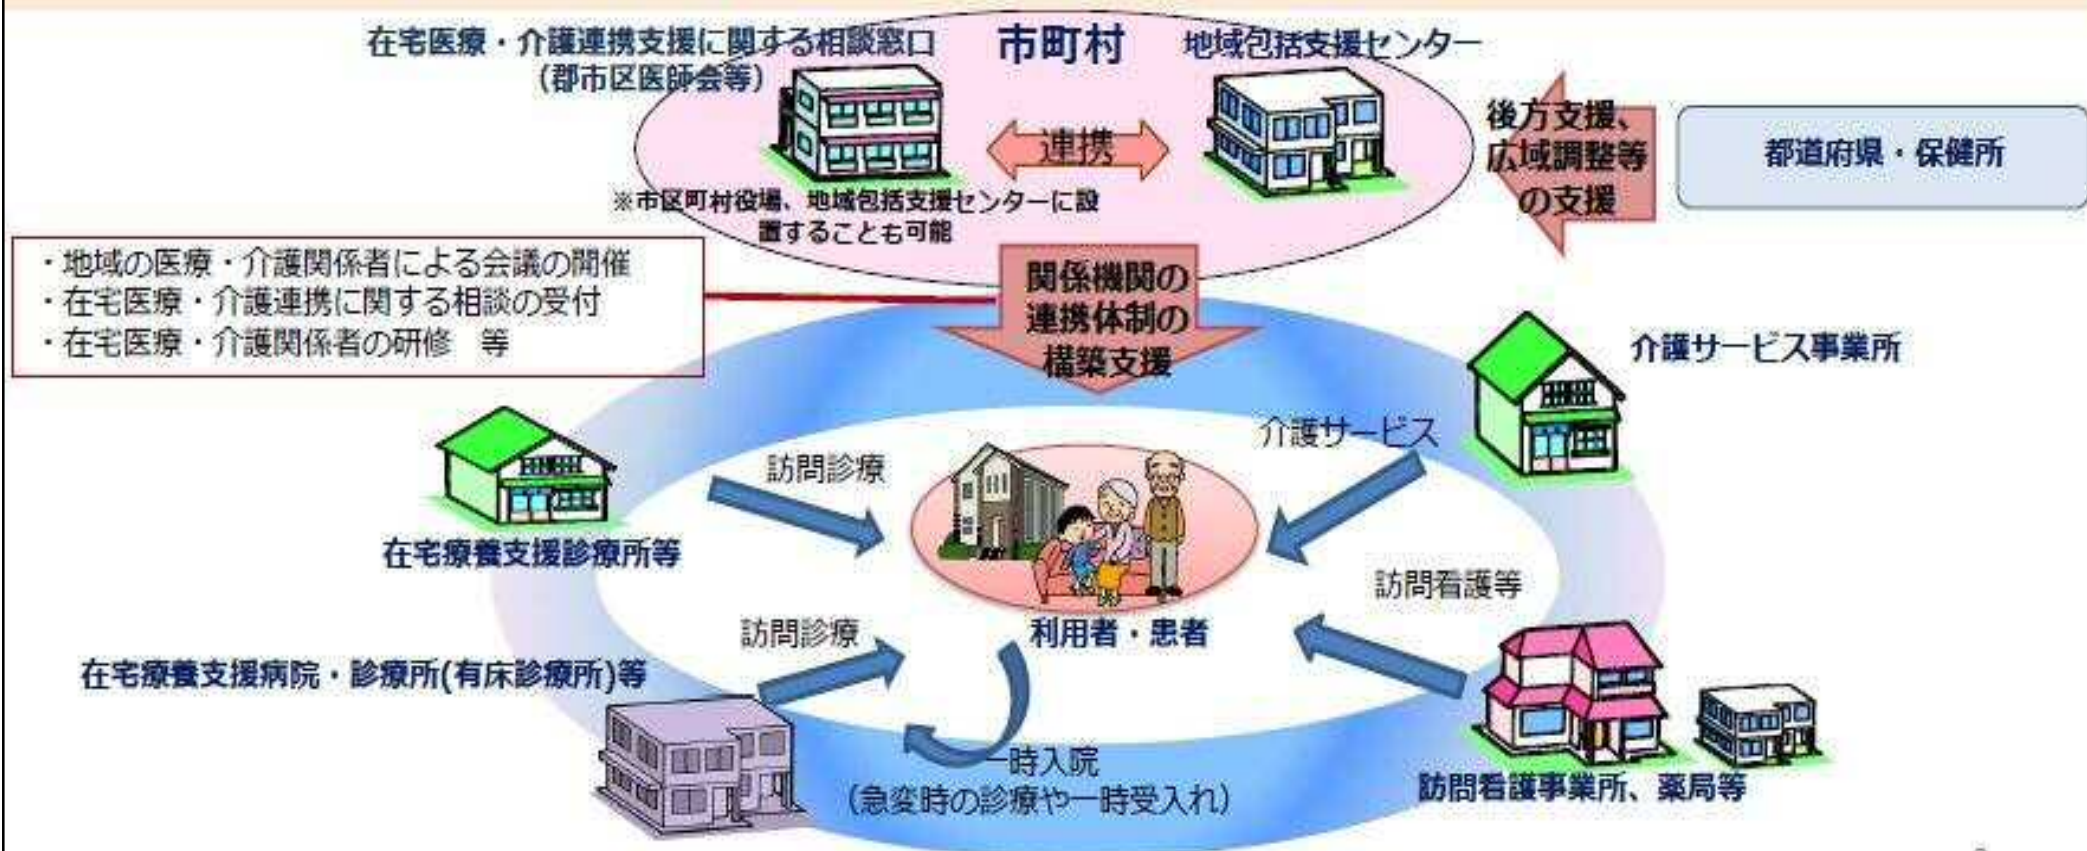 在宅医療・介護連携支援に関する相談窓口
(郡市区医師会等)
市町村
地域包括支援センター
連携
※市区町村役場、地域包括支援センターに設
置することも可能
後方支援、
広域調整等
の支援
都道府県・保健所
・地域の医療・介護関係者による会議の開催
・在宅医療・介護連携に関する相談の受付
・在宅医療・介護関係者の研修 等
関係機関の
連携体制の
構築支援
介護サービス事業所
介護サービス
訪問診療
在宅療養支援診療所等
訪問看護等
利用者・患者
訪問診療
在宅療養支援病院・診療所(有床診療所)等
一時入院
(急変時の診療や一時受入れ)
訪問看護事業所、薬局等